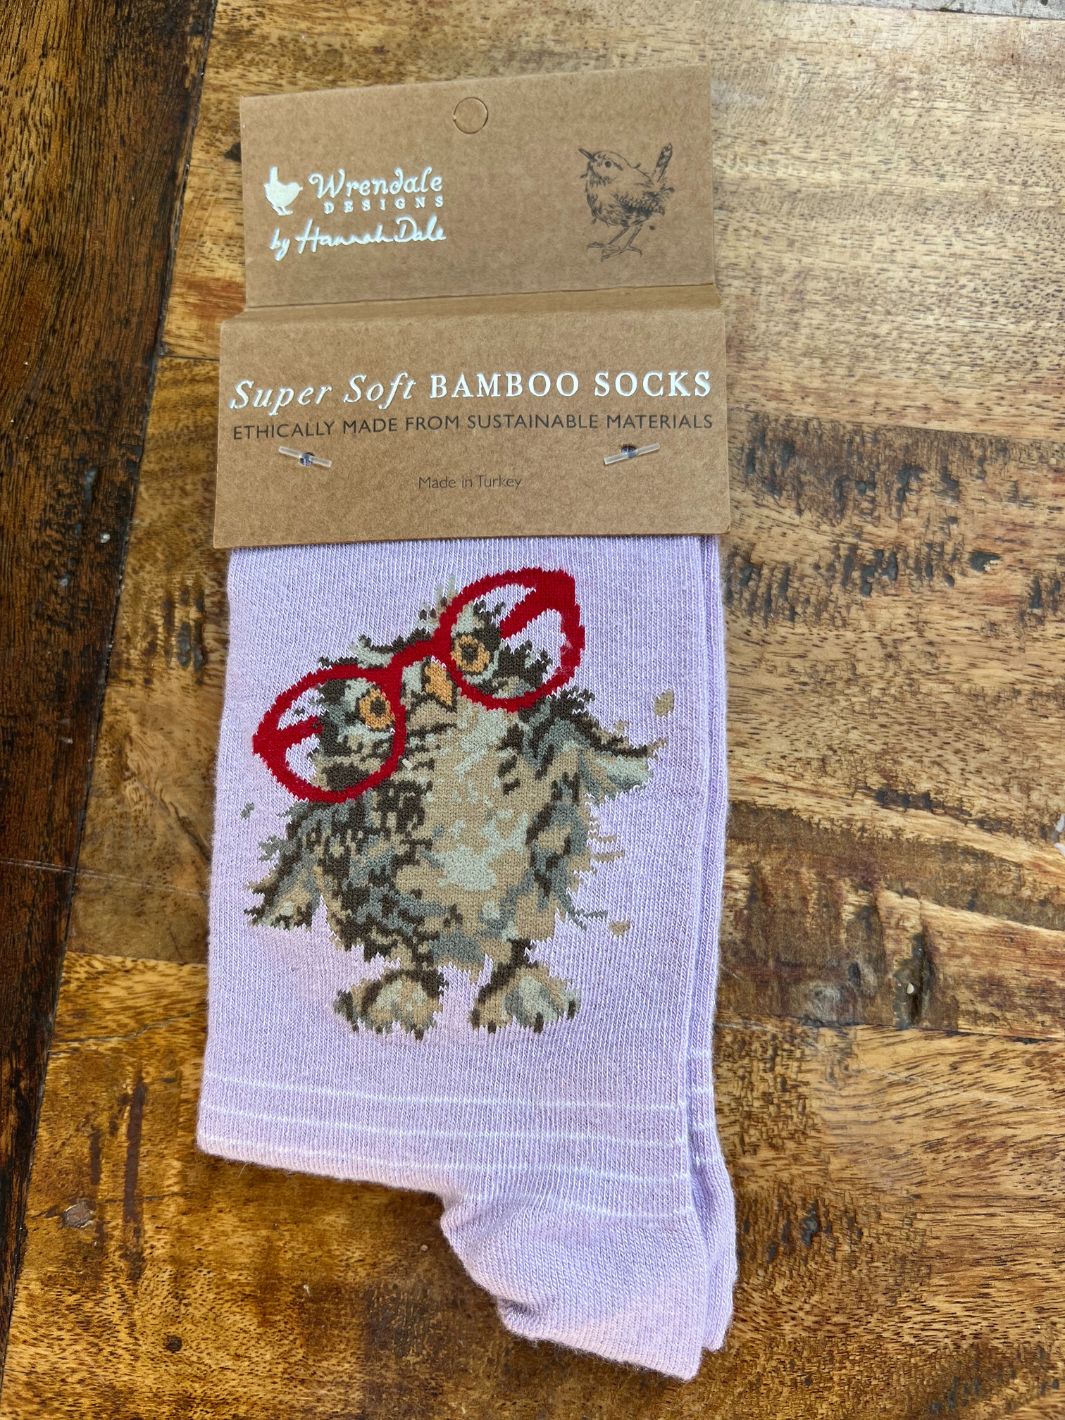 Wrendale
DESIGNS
by Hannah Dale
Super Soft BAMBOO SOCKS
ETHICALLY MADE FROM SUSTAINABLE MATERIALS
Made in Turkey